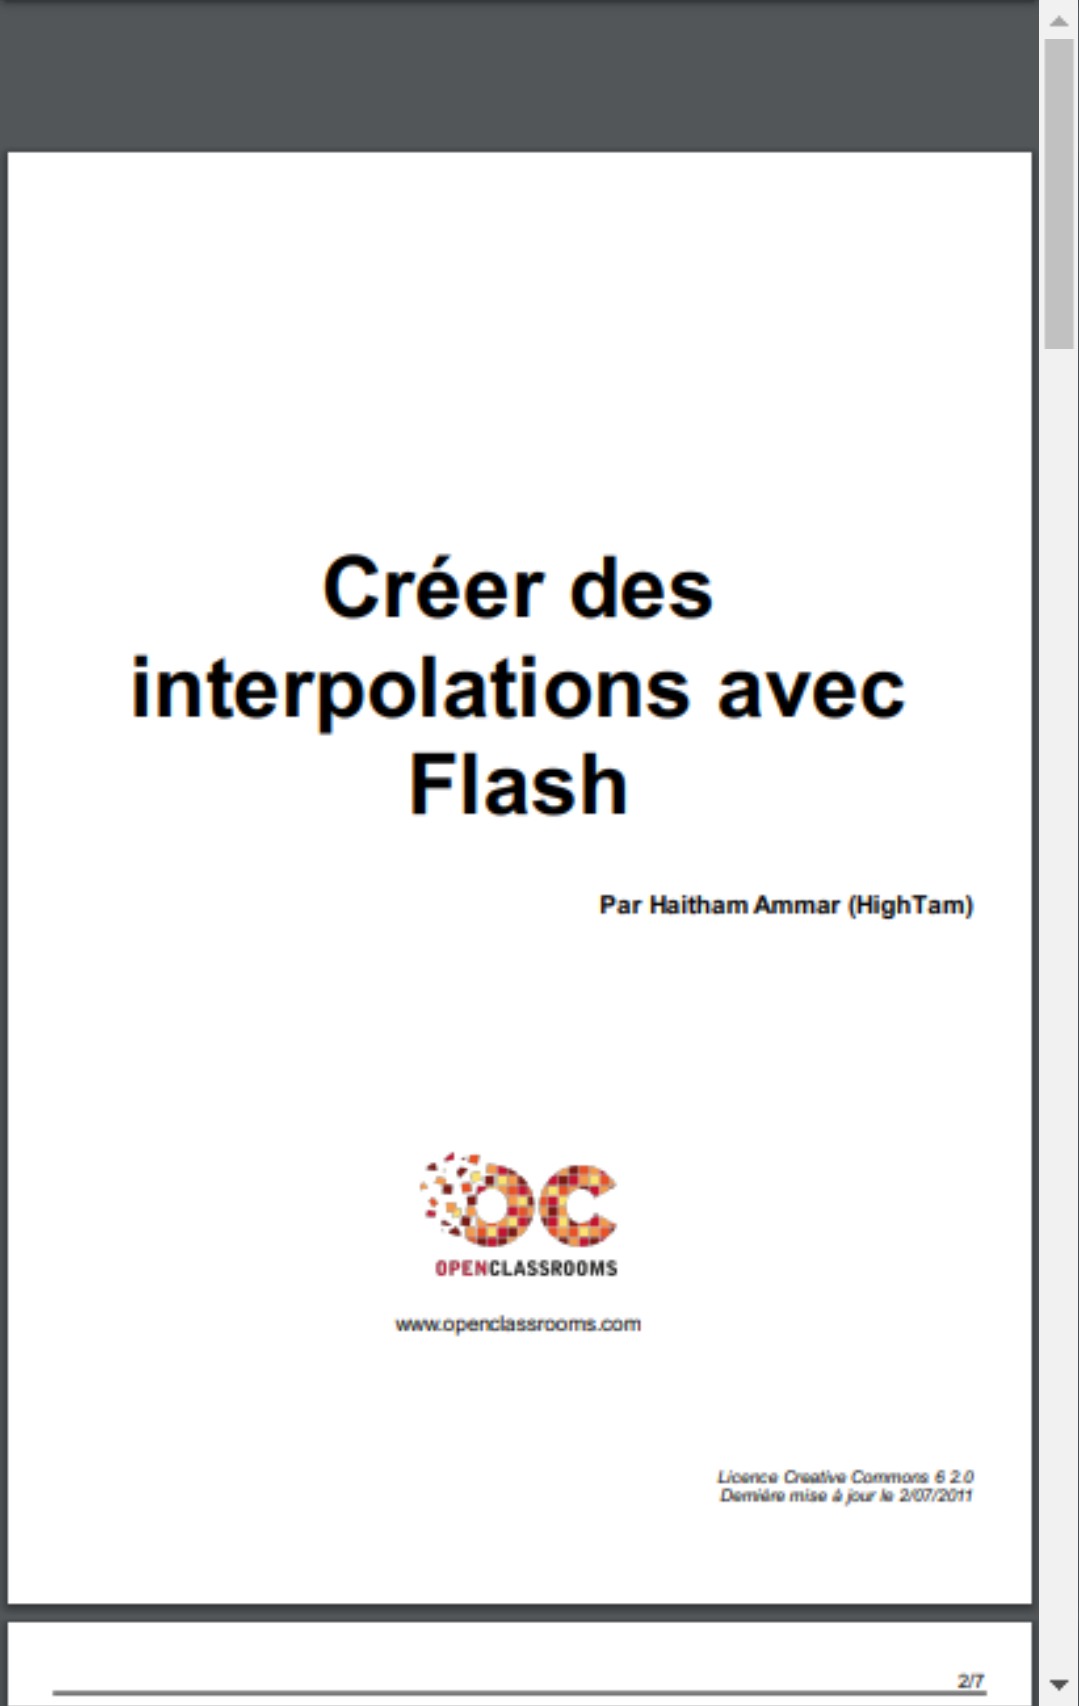 Créer des
interpolations avec
Flash
Par Haitham Ammar (HighTam)
OC
OPENCLASSROOMS
www.openclassrooms.com
Licence Creative Commons 6 2.0
Dernière mise à jour le 2/07/2011
2/7